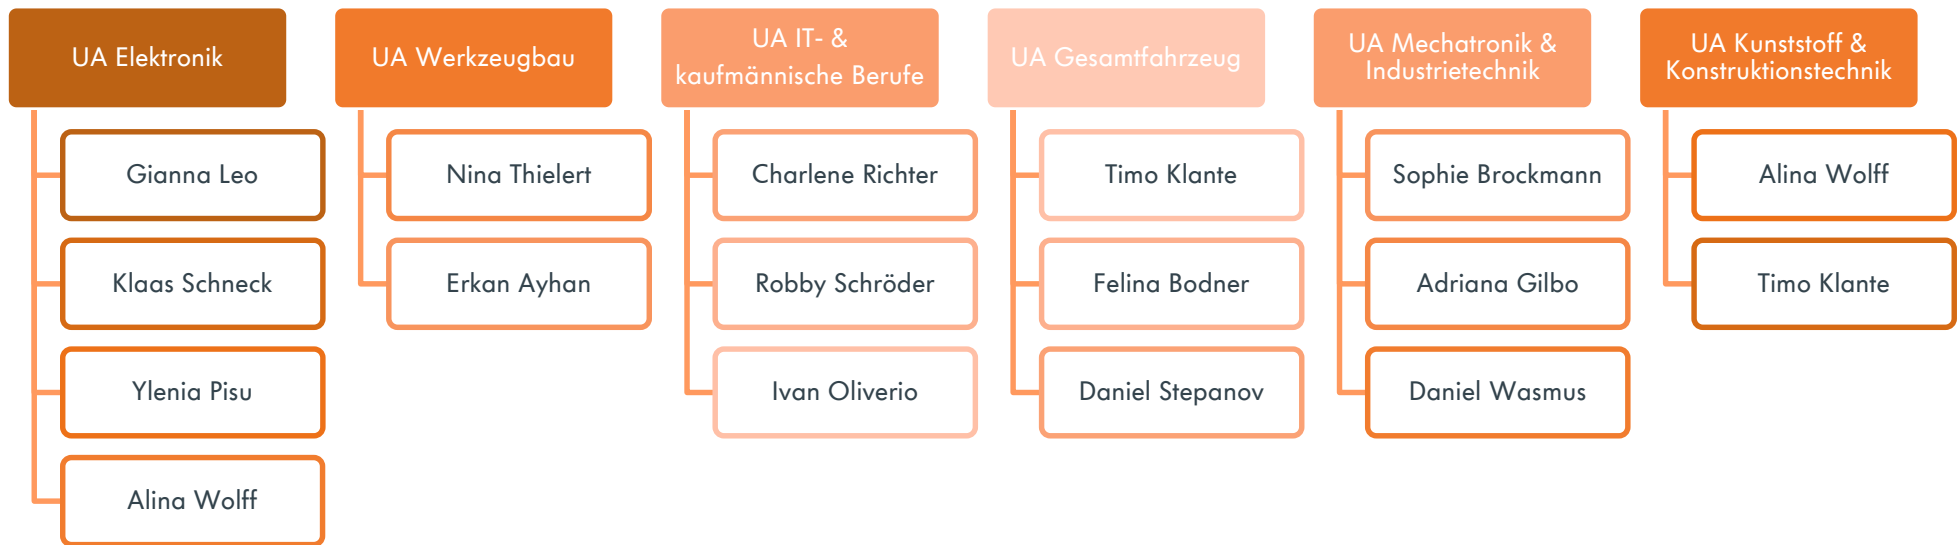 UA Elektronik
Gianna Leo
Klaas Schneck
Ylenia Pisu
Alina Wolff
UA Werkzeugbau
Nina Thielert
Erkan Ayhan
UA IT- &
kaufmännische Berufe
Charlene Richter
Robby Schröder
Ivan Oliverio
UA Gesamtfahrzeug
Timo Klante
Felina Bodner
Daniel Stepanov
UA Mechatronik &
Industrietechnik
Sophie Brockmann
Adriana Gilbo
Daniel Wasmus
UA Kunststoff &
Konstruktionstechnik
Alina Wolff
Timo Klante